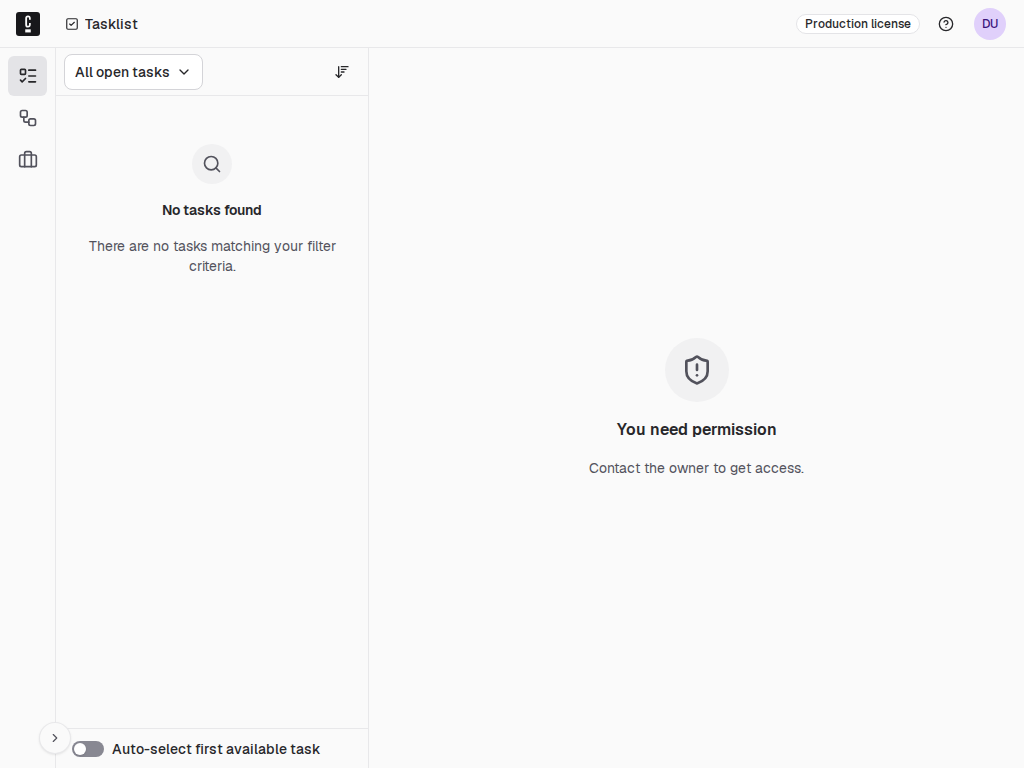 Tasklist
Production license
DU
All open tasks
No tasks found
There are no tasks matching your filter
criteria.
You need permission
Contact the owner to get access.
Auto-select first available task